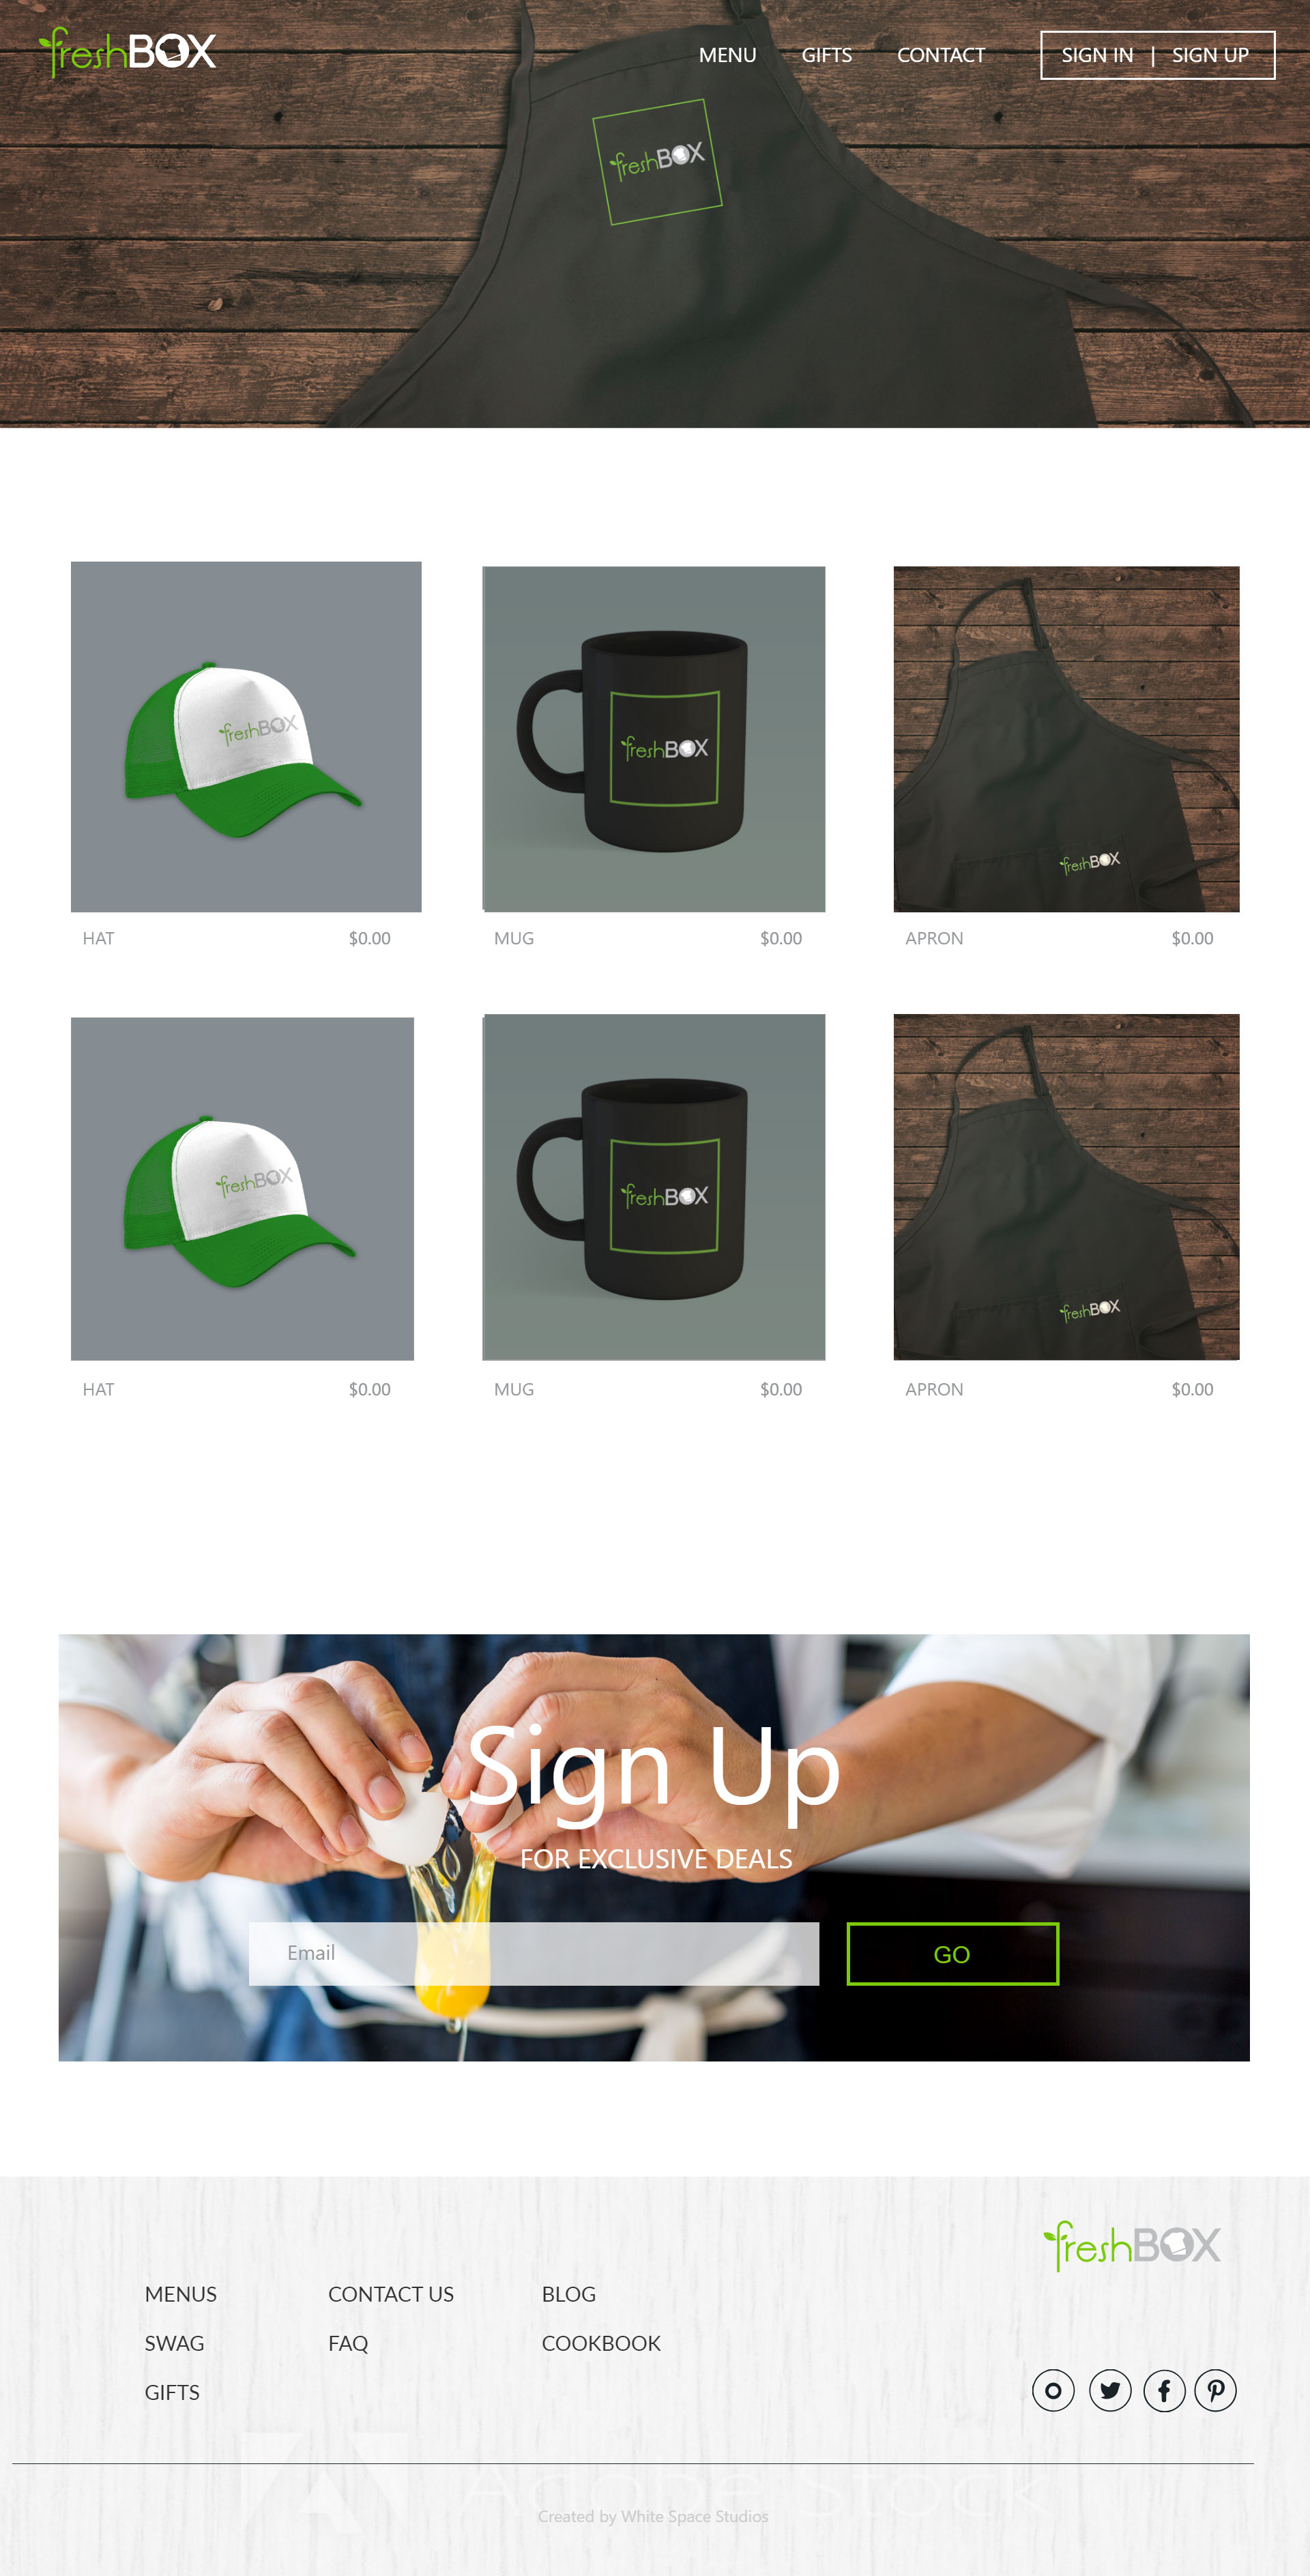 freshBOX
MENU GIFTS CONTACT SIGN IN | SIGN UP
freshBOX
freshBOX
freshBOX
freshBOX
HAT $0.00 MUG $0.00 APRON $0.00
freshBOX
freshBOX
freshBOX
HAT $0.00 MUG $0.00 APRON $0.00
Sign Up
FOR EXCLUSIVE DEALS
Email GO
freshBOX
MENUS CONTACT US BLOG
SWAG FAQ COOKBOOK
GIFTS
Adobe Stock
Created by White Space Studios